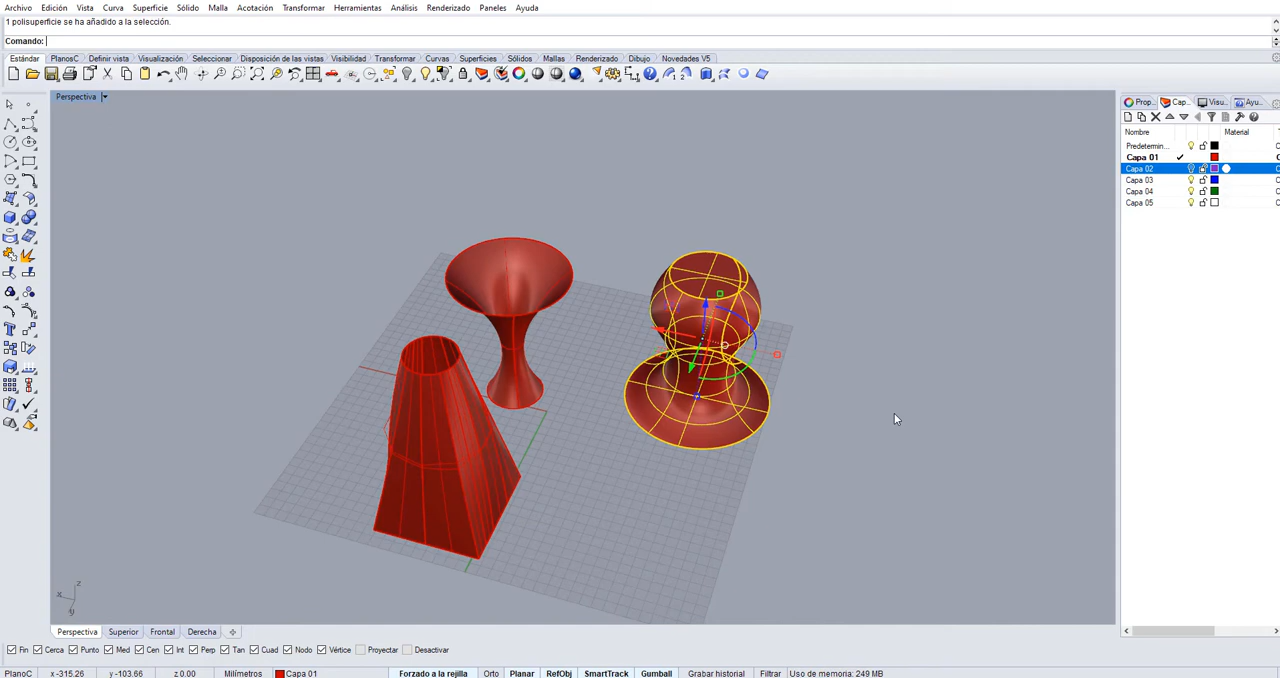 Archivo Edición Vista Curva Superficie Sólido Malla Acotación Transformar Herramientas Análisis Renderizado Paneles Ayuda
1 polisuperficie se ha añadido a la selección.
Comando:
Estándar PlanosC Definir vista Visualización Seleccionar Disposición de las vistas Visibilidad Transformar Curvas Superficies Sólidos Mallas Renderizado Dibujo Novedades V5
Perspectiva
Prop... Cap... Visu... Ayu...
Nombre Material
Predetermin...
Capa 01
Capa 02
Capa 03
Capa 04
Capa 05
z
x
y
Perspectiva Superior Frontal Derecha
Fin Cerca Punto Med Cen Int Perp Tan Cuad Nodo Vértice Proyectar Desactivar
PlanoC x -315.26 y -103.66 z 0.00 Milímetros Capa 01 Forzado a la rejilla Orto Planar RefObj SmartTrack Gumball Grabar historial Filtrar Uso de memoria: 249 MB